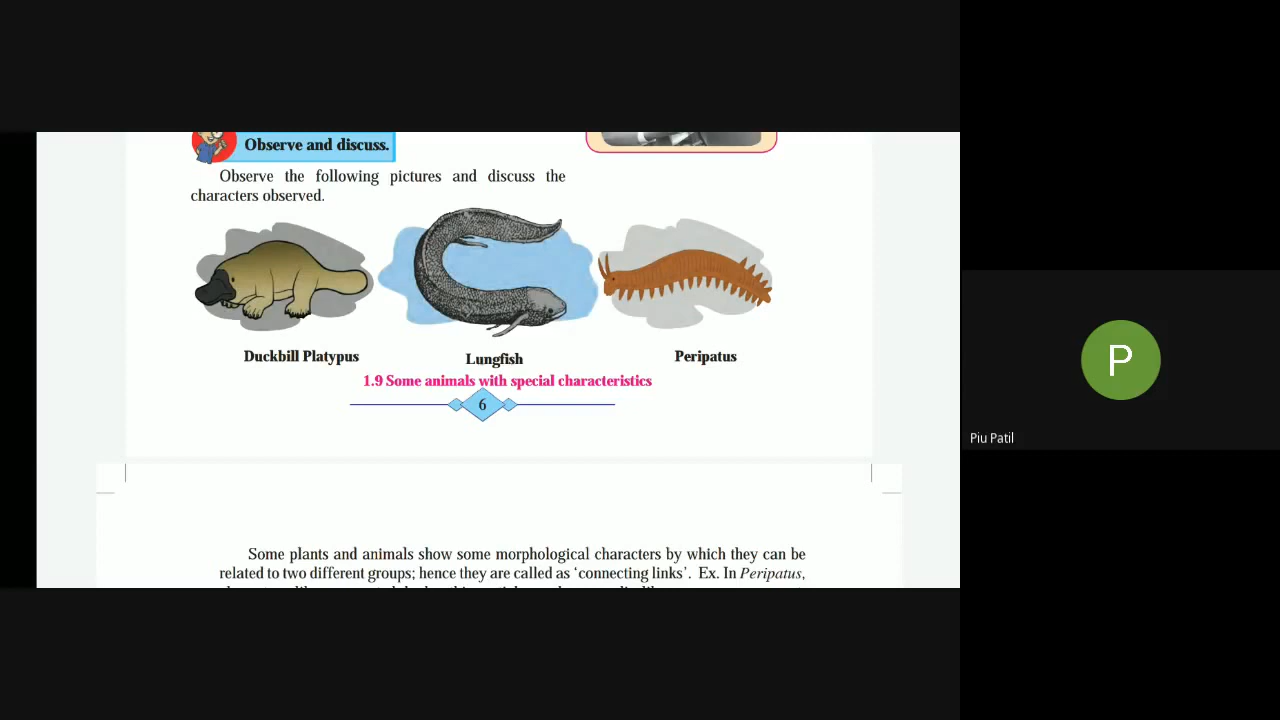 Observe and discuss.
Observe the following pictures and discuss the
characters observed.
Duckbill Platypus
Lungfish
Peripatus
1.9 Some animals with special characteristics
6
Some plants and animals show some morphological characters by which they can be
related to two different groups; hence they are called as ‘connecting links’. Ex. In Peripatus,
P
Piu Patil